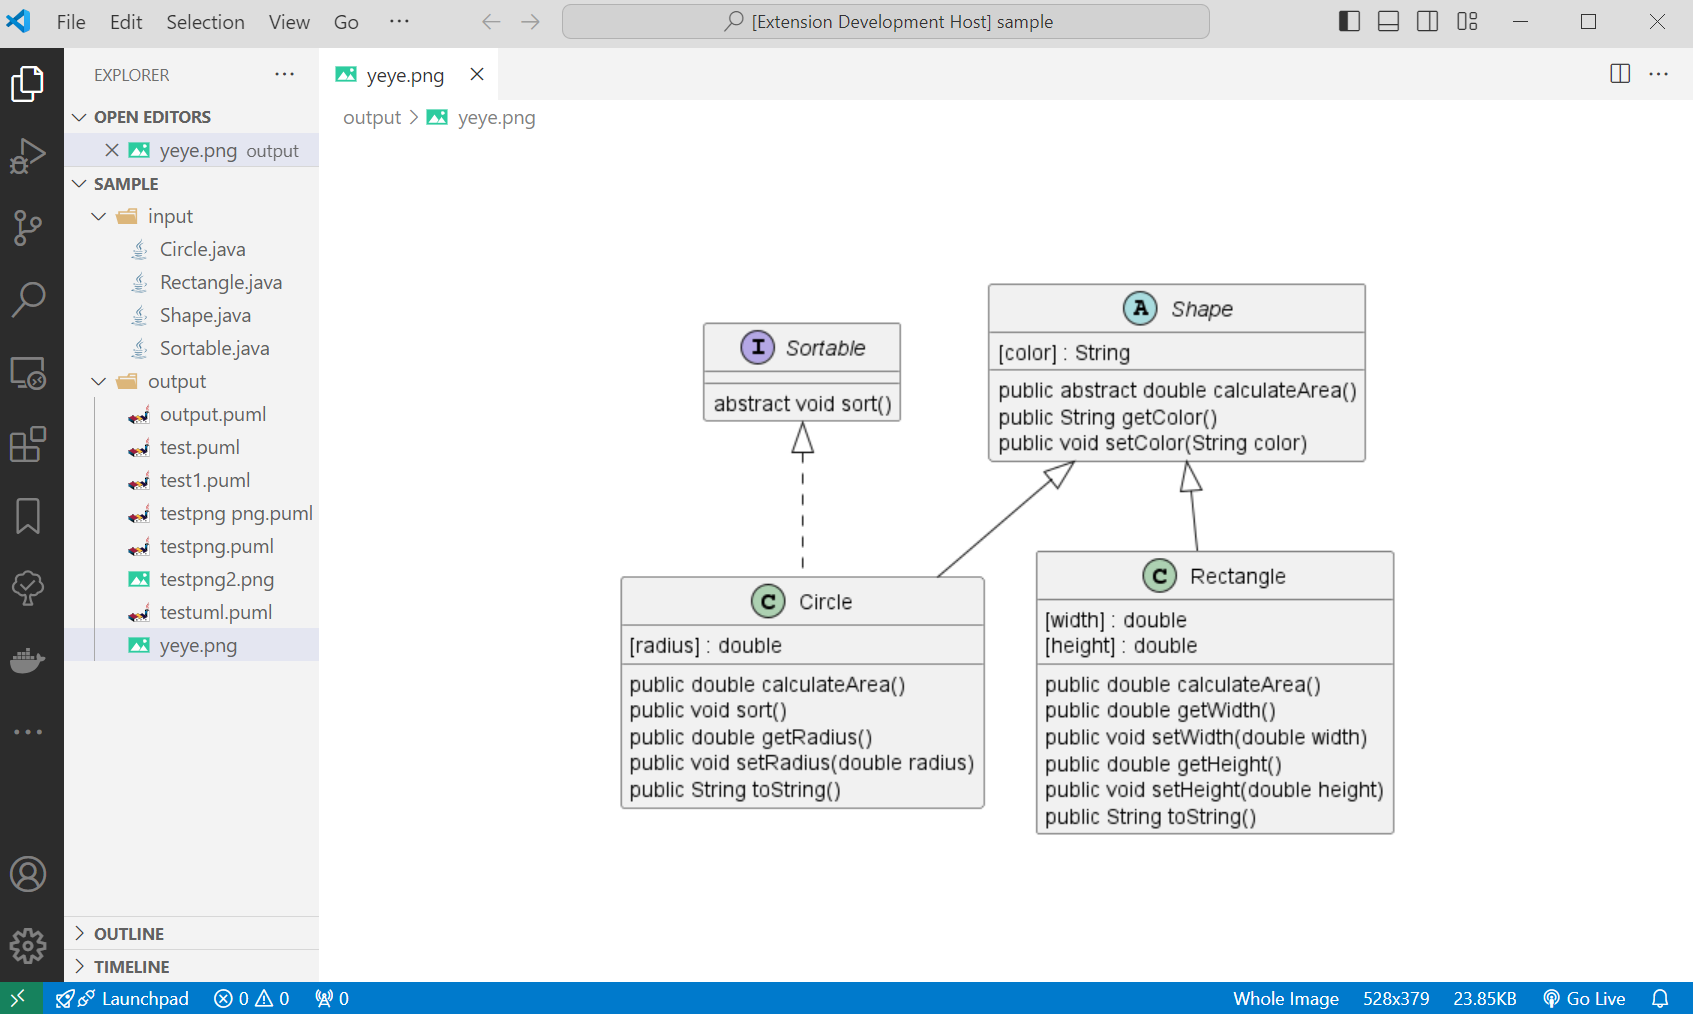 File Edit Selection View Go ···
[Extension Development Host] sample
EXPLORER
OPEN EDITORS
yeye.png output
SAMPLE
input
Circle.java
Rectangle.java
Shape.java
Sortable.java
output
output.puml
test.puml
test1.puml
testpng png.puml
testpng.puml
testpng2.png
testuml.puml
yeye.png
OUTLINE
TIMELINE
yeye.png
output > yeye.png
I Sortable
abstract void sort()
A Shape
[color] : String
public abstract double calculateArea()
public String getColor()
public void setColor(String color)
C Circle
[radius] : double
public double calculateArea()
public void sort()
public double getRadius()
public void setRadius(double radius)
public String toString()
C Rectangle
[width] : double
[height] : double
public double calculateArea()
public double getWidth()
public void setWidth(double width)
public double getHeight()
public void setHeight(double height)
public String toString()
Launchpad 0 0 0 Whole Image 528x379 23.85KB Go Live